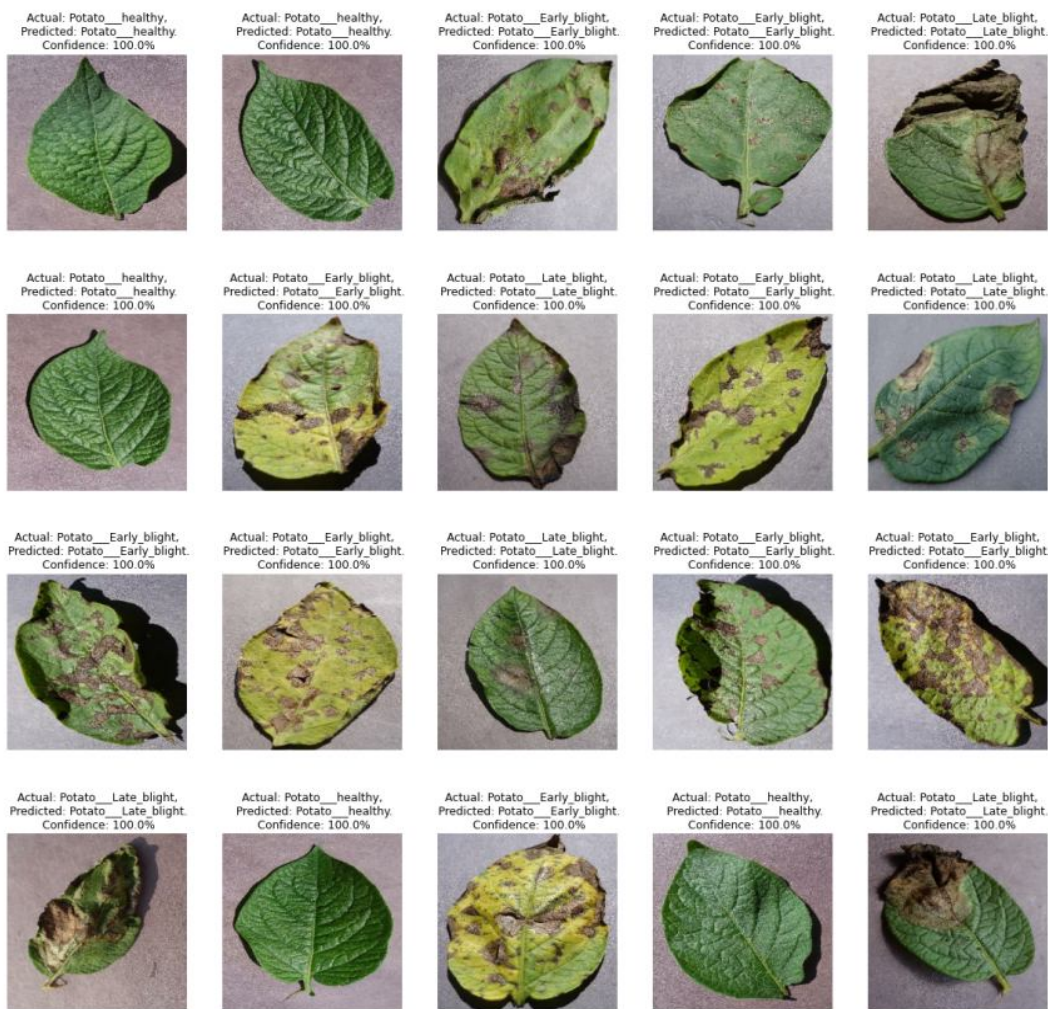 Actual: Potato___healthy,
Predicted: Potato___healthy.
Confidence: 100.0%
Actual: Potato___healthy,
Predicted: Potato___healthy.
Confidence: 100.0%
Actual: Potato___Early_blight,
Predicted: Potato___Early_blight.
Confidence: 100.0%
Actual: Potato___Early_blight,
Predicted: Potato___Early_blight.
Confidence: 100.0%
Actual: Potato___Late_blight,
Predicted: Potato___Late_blight.
Confidence: 100.0%
Actual: Potato___healthy,
Predicted: Potato___healthy.
Confidence: 100.0%
Actual: Potato___Early_blight,
Predicted: Potato___Early_blight.
Confidence: 100.0%
Actual: Potato___Late_blight,
Predicted: Potato___Late_blight.
Confidence: 100.0%
Actual: Potato___Early_blight,
Predicted: Potato___Early_blight.
Confidence: 100.0%
Actual: Potato___Late_blight,
Predicted: Potato___Late_blight.
Confidence: 100.0%
Actual: Potato___Early_blight,
Predicted: Potato___Early_blight.
Confidence: 100.0%
Actual: Potato___Early_blight,
Predicted: Potato___Early_blight.
Confidence: 100.0%
Actual: Potato___Late_blight,
Predicted: Potato___Late_blight.
Confidence: 100.0%
Actual: Potato___Early_blight,
Predicted: Potato___Early_blight.
Confidence: 100.0%
Actual: Potato___Early_blight,
Predicted: Potato___Early_blight.
Confidence: 100.0%
Actual: Potato___Late_blight,
Predicted: Potato___Late_blight.
Confidence: 100.0%
Actual: Potato___healthy,
Predicted: Potato___healthy.
Confidence: 100.0%
Actual: Potato___Early_blight,
Predicted: Potato___Early_blight.
Confidence: 100.0%
Actual: Potato___healthy,
Predicted: Potato___healthy.
Confidence: 100.0%
Actual: Potato___Late_blight,
Predicted: Potato___Late_blight.
Confidence: 100.0%